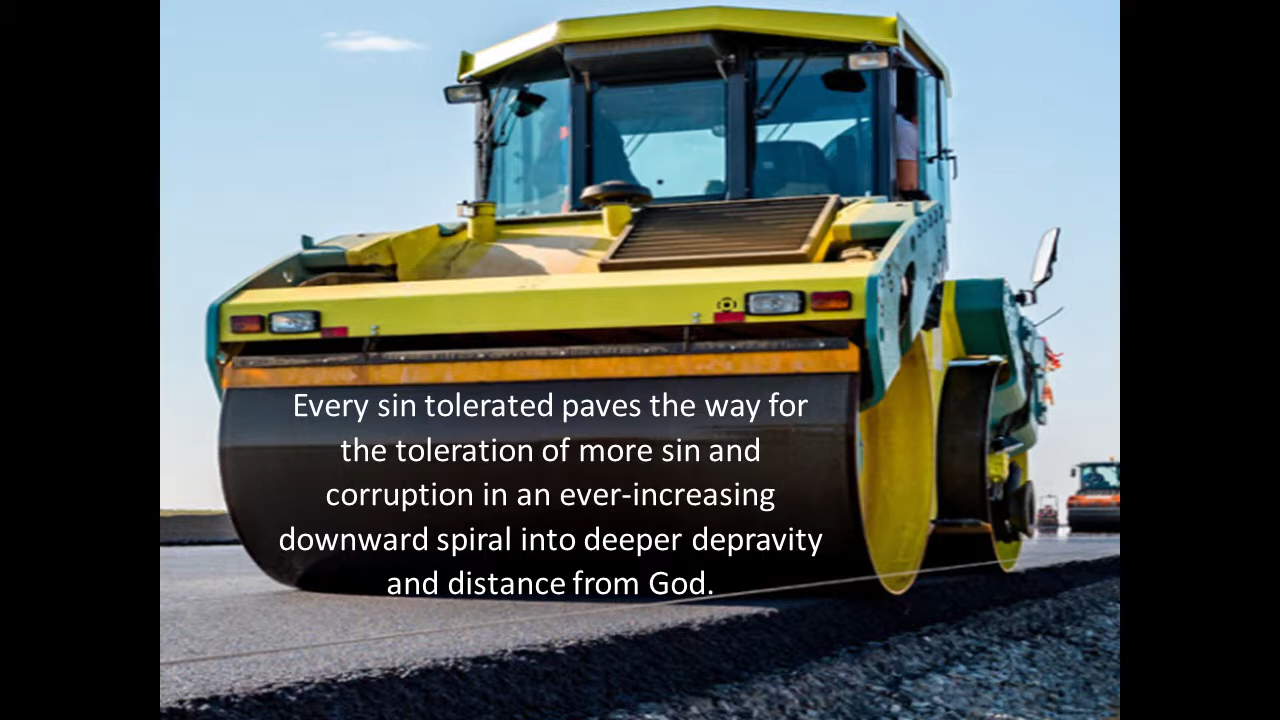 Every sin tolerated paves the way for
the toleration of more sin and
corruption in an ever-increasing
downward spiral into deeper depravity
and distance from God.